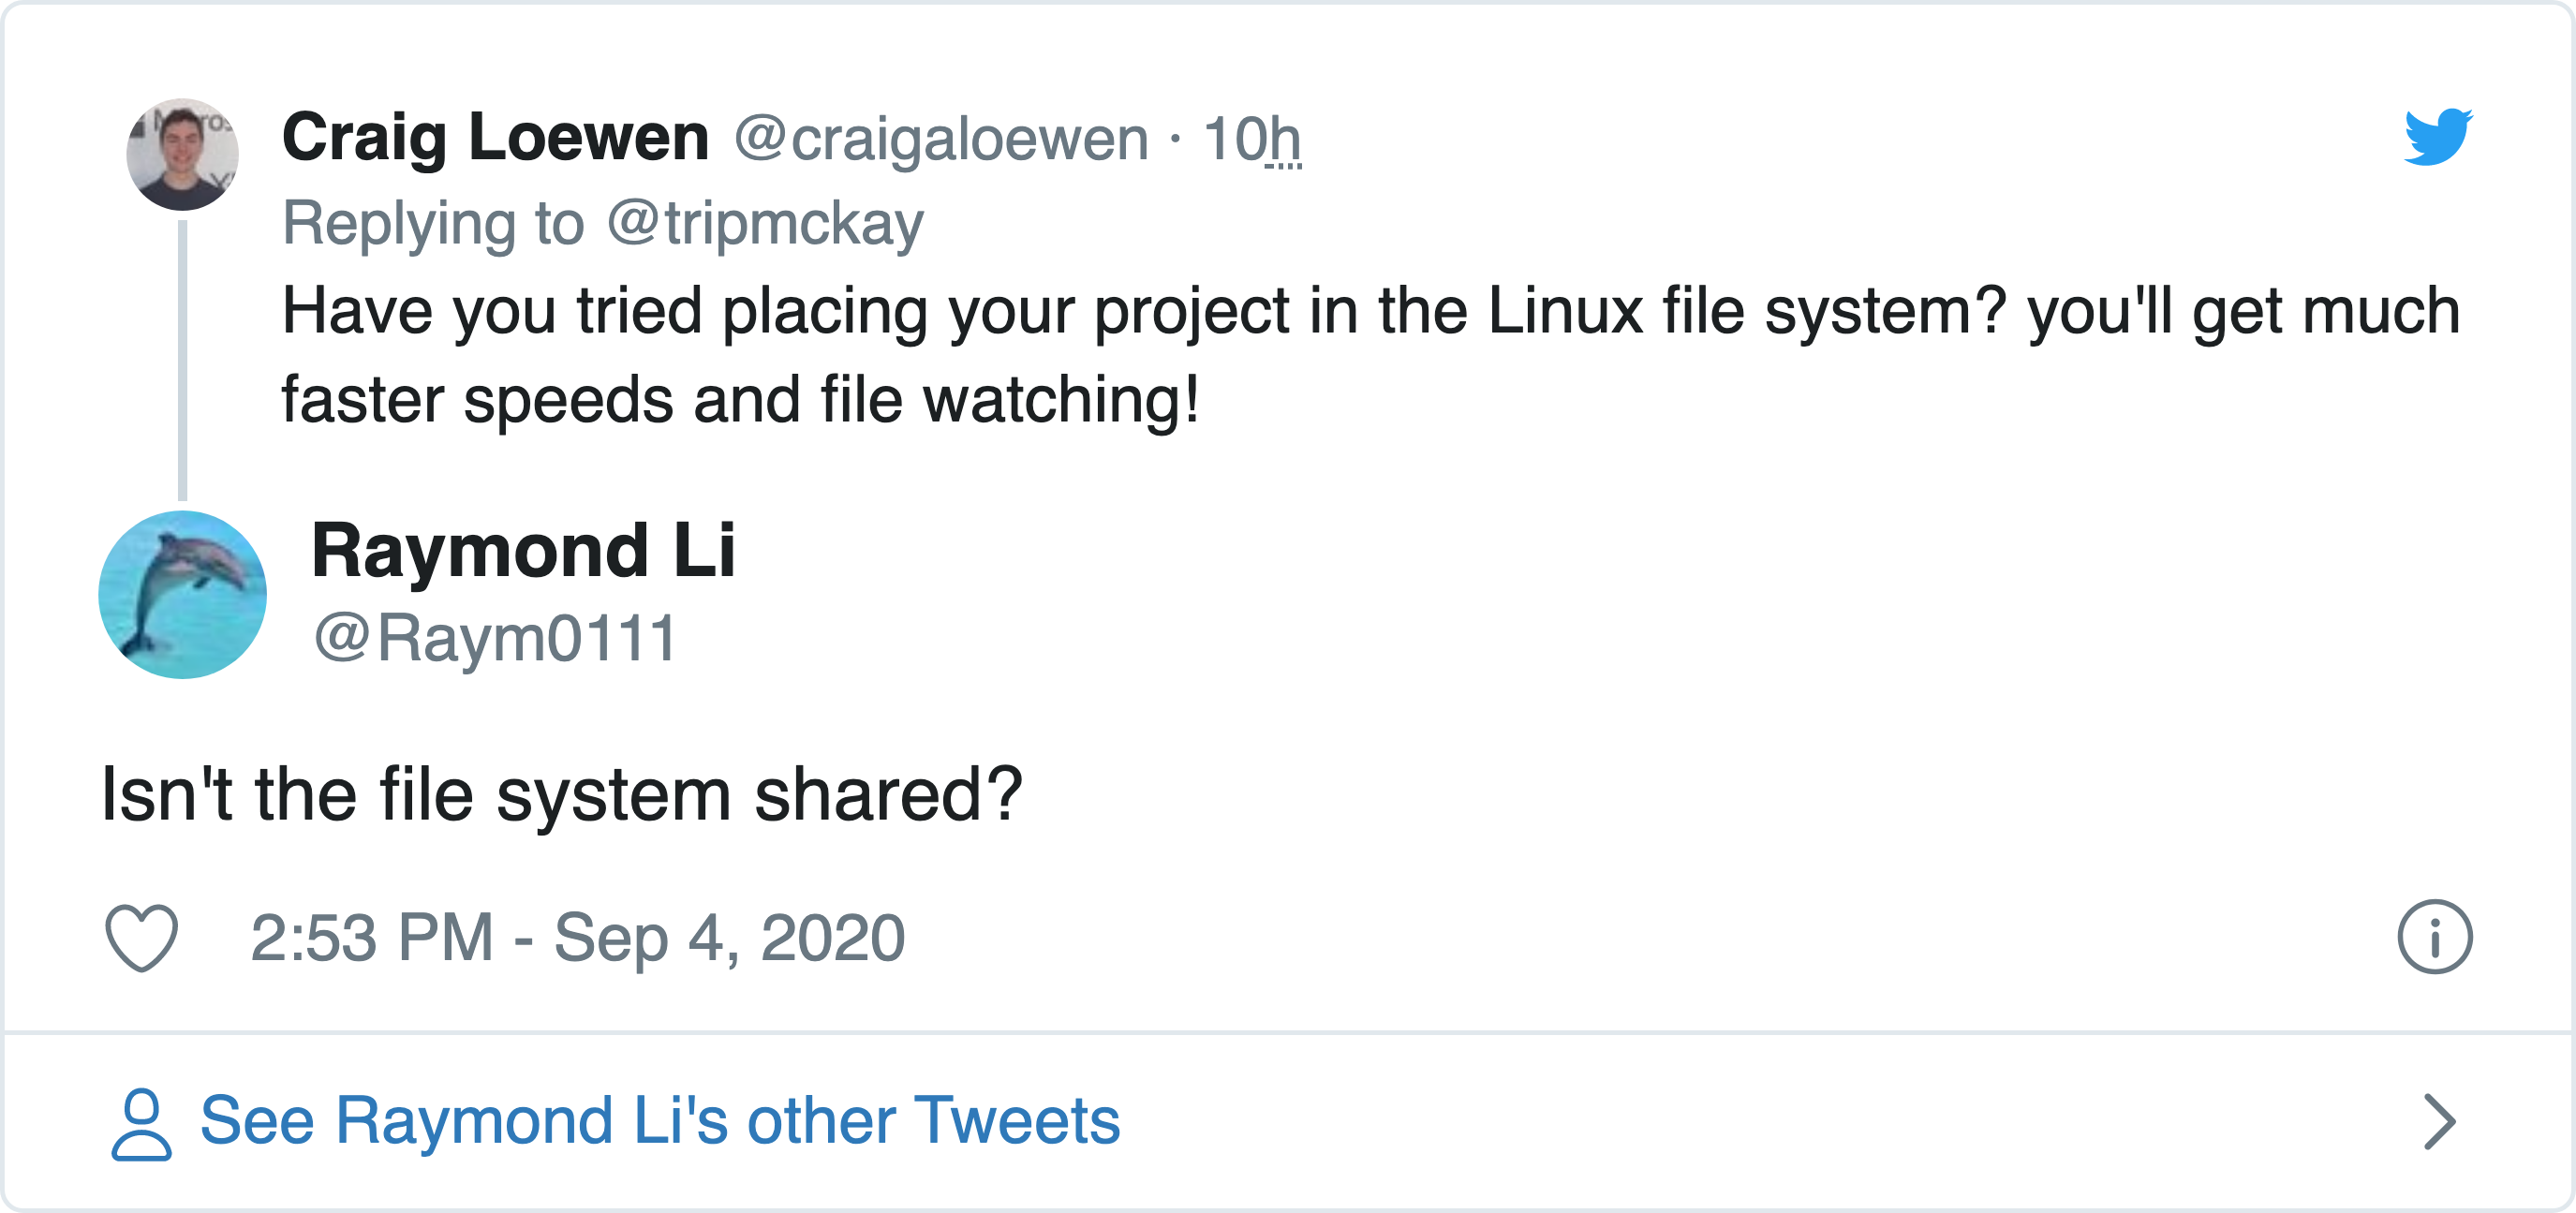 Craig Loewen @craigaloewen · 10h
Replying to @tripmckay
Have you tried placing your project in the Linux file system? you'll get much
faster speeds and file watching!
Raymond Li
@Raym0111
Isn't the file system shared?
2:53 PM - Sep 4, 2020
See Raymond Li's other Tweets